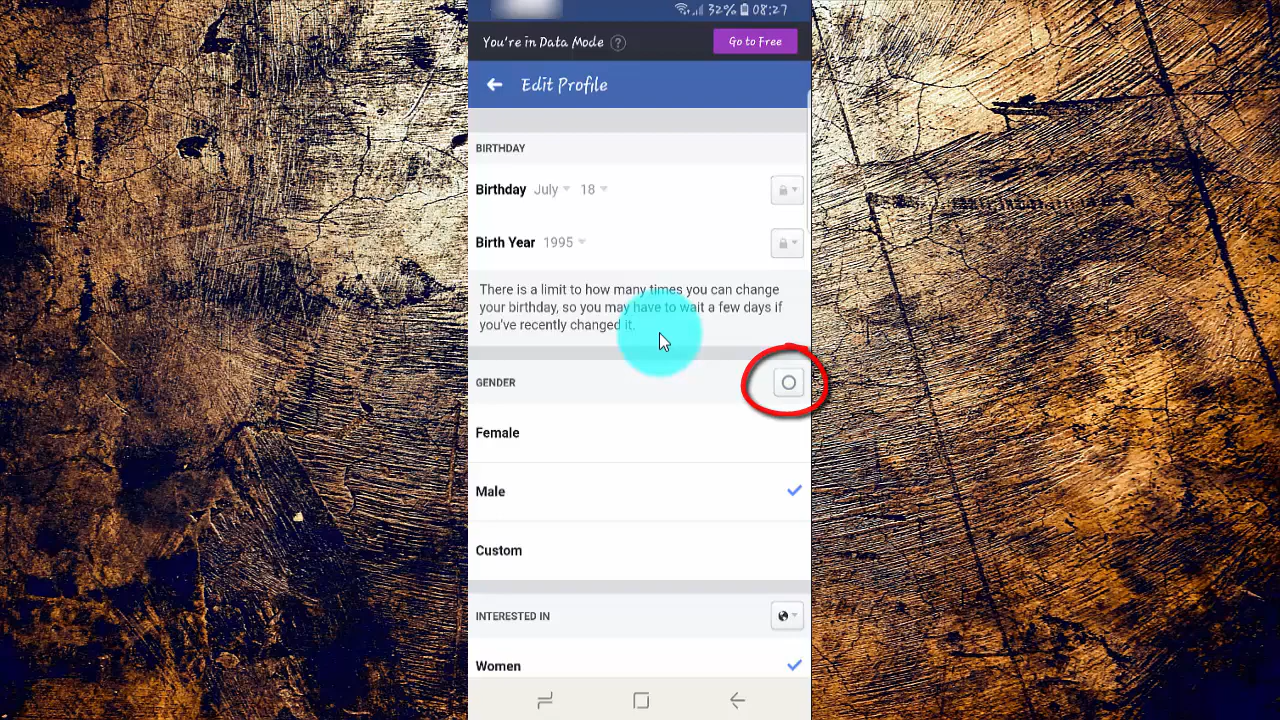 32% 08:27
You're in Data Mode ? Go to Free
Edit Profile
BIRTHDAY
Birthday July 18
Birth Year 1995
There is a limit to how many times you can change
your birthday, so you may have to wait a few days if
you've recently changed it.
GENDER
Female
Male
Custom
INTERESTED IN
Women